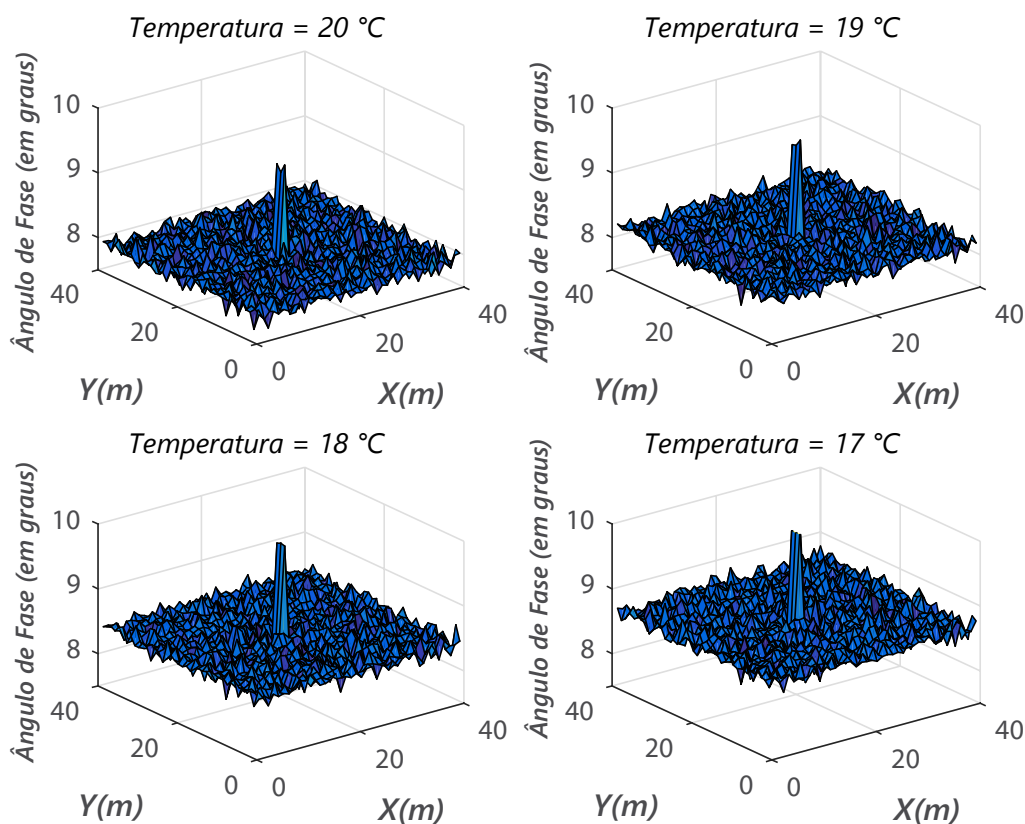 Temperatura = 20 °C
Ângulo de Fase (em graus)
10
9
8
40
20
0
0
20
40
Y(m)
X(m)
Temperatura = 19 °C
Ângulo de Fase (em graus)
10
9
8
40
20
0
0
20
40
Y(m)
X(m)
Temperatura = 18 °C
Ângulo de Fase (em graus)
10
9
8
40
20
0
0
20
40
Y(m)
X(m)
Temperatura = 17 °C
Ângulo de Fase (em graus)
10
9
8
40
20
0
0
20
40
Y(m)
X(m)